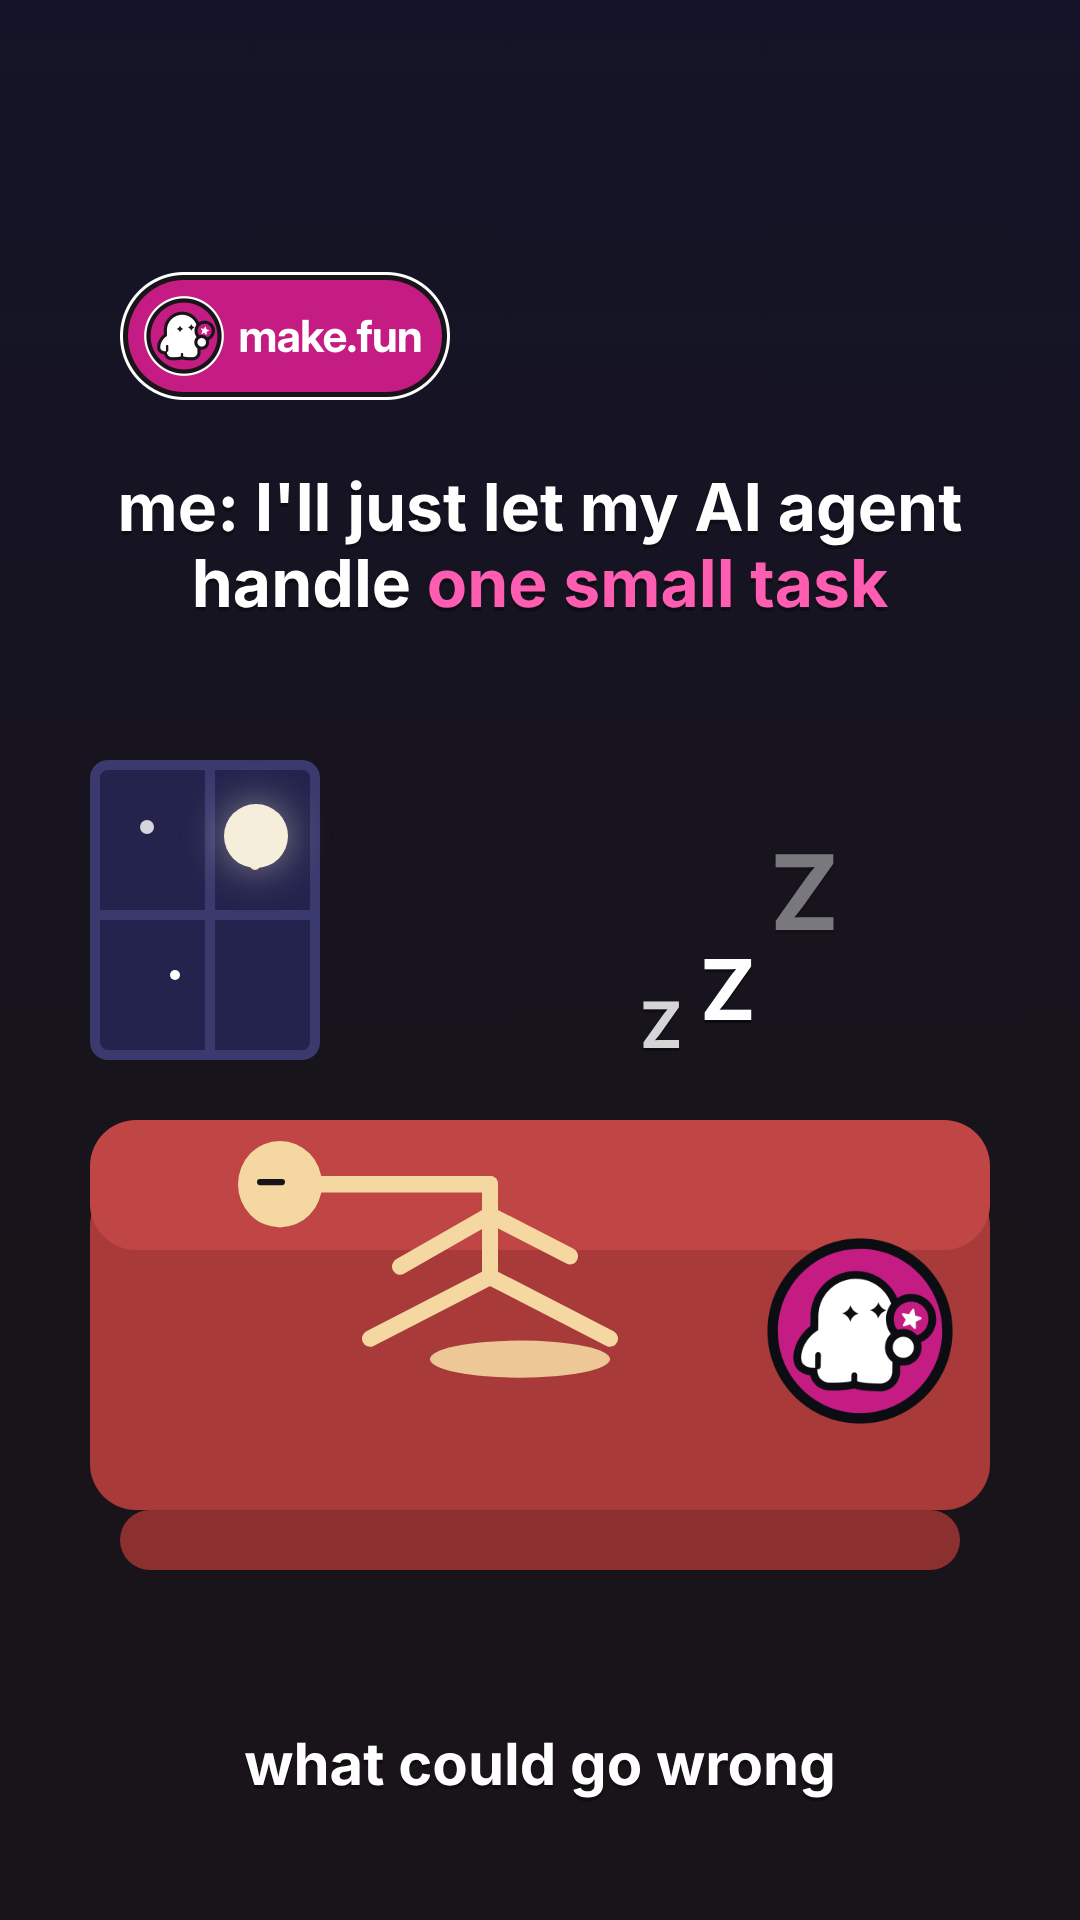 make.fun
me: I'll just let my AI agent
handle one small task
Z
Z
Z
what could go wrong